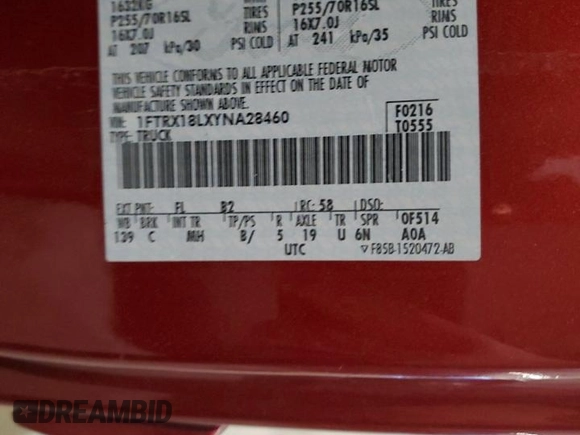 1632KG TIRES TIRES
P255/70R16SL RIMS P255/70R16SL RIMS
16X7.0J 16X7.0J
AT 207 kPa/30 PSI COLD AT 241 kPa/35 PSI COLD
THIS VEHICLE CONFORMS TO ALL APPLICABLE FEDERAL MOTOR
VEHICLE SAFETY STANDARDS IN EFFECT ON THE DATE OF
MANUFACTURE SHOWN ABOVE.
VIN: 1FTRX18LXYNA28460 F0216
TYPE: TRUCK T0555
EXT PNT: FL B2 RC: 58 DSO:
WB BRK INT TR TP/PS R AXLE TR SPR 0F514
139 C MH B/ 5 19 U 6N A0A
UTC F85B-1520472-AB
DREAMBID